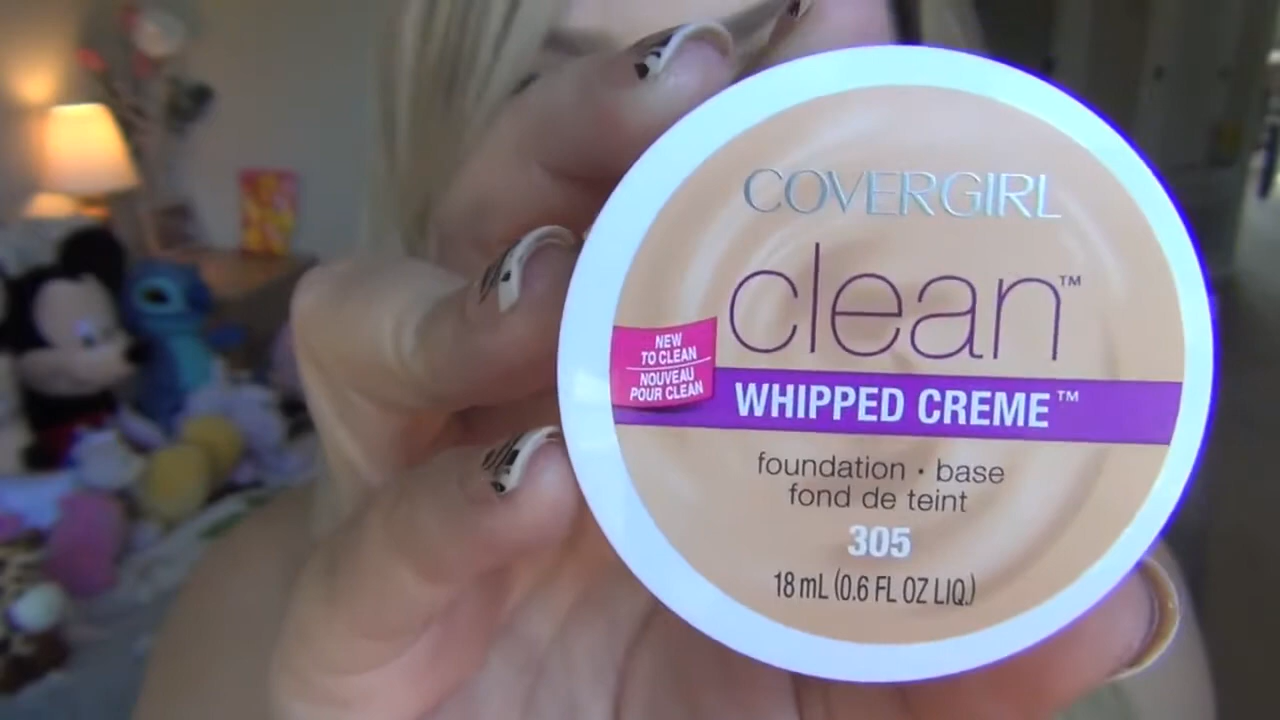 COVERGIRL
clean™
NEW
TO CLEAN
NOUVEAU
POUR CLEAN
WHIPPED CREME™
foundation • base
fond de teint
305
18 mL (0.6 FL OZ LIQ.)